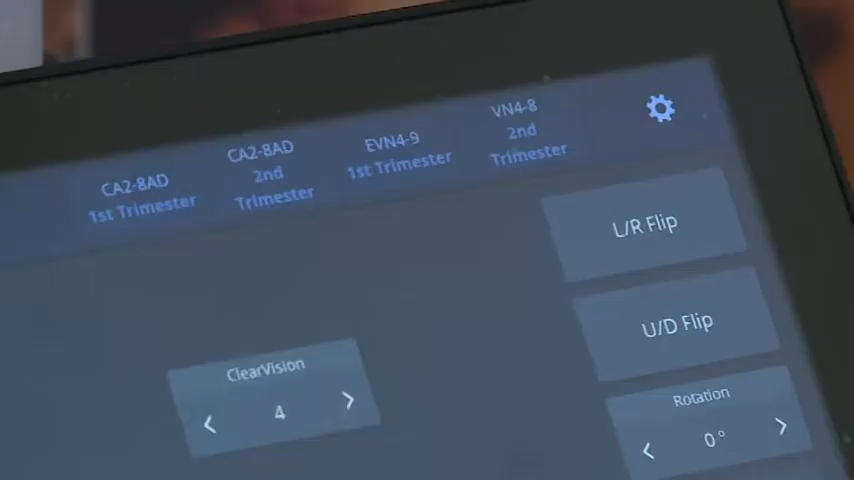 CA2-8AD
1st Trimester
CA2-8AD
2nd
Trimester
EVN4-9
1st Trimester
VN4-8
2nd
Trimester
L/R Flip
U/D Flip
ClearVision
< 4 >
Rotation
< 0° >